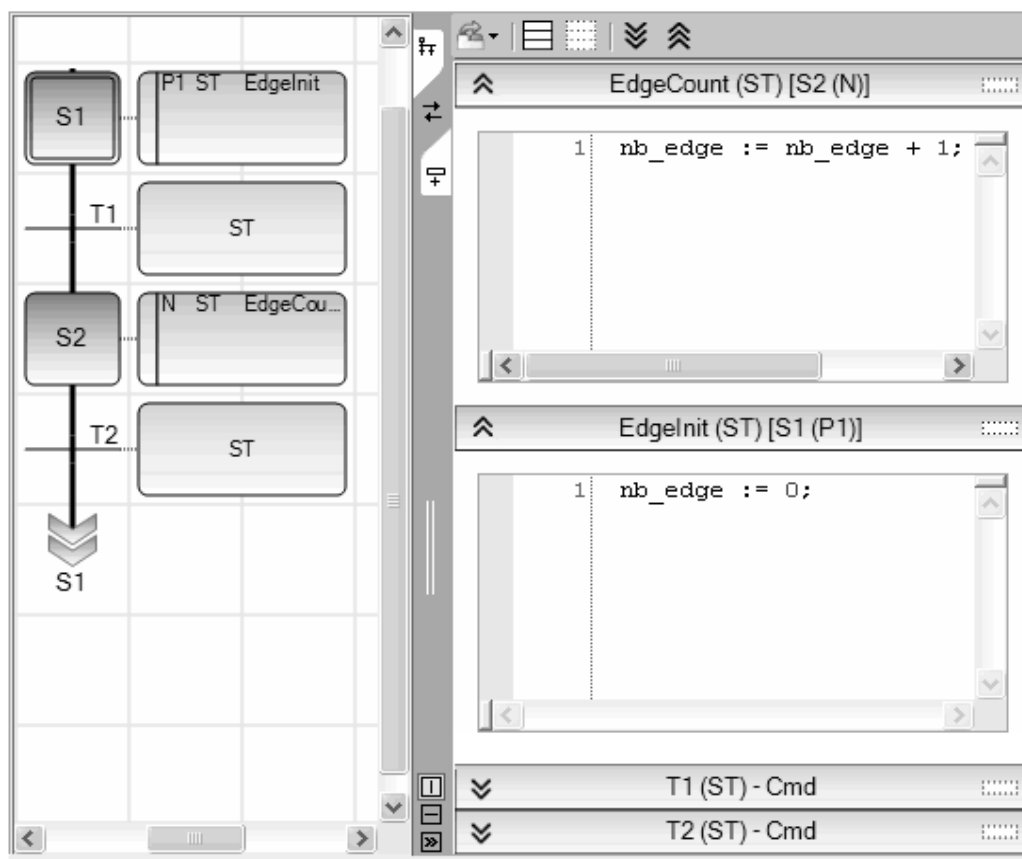 S1
P1 ST EdgeInit
T1
ST
S2
N ST EdgeCou...
T2
ST
S1
EdgeCount (ST) [S2 (N)]
1 nb_edge := nb_edge + 1;
EdgeInit (ST) [S1 (P1)]
1 nb_edge := 0;
T1 (ST) - Cmd
T2 (ST) - Cmd